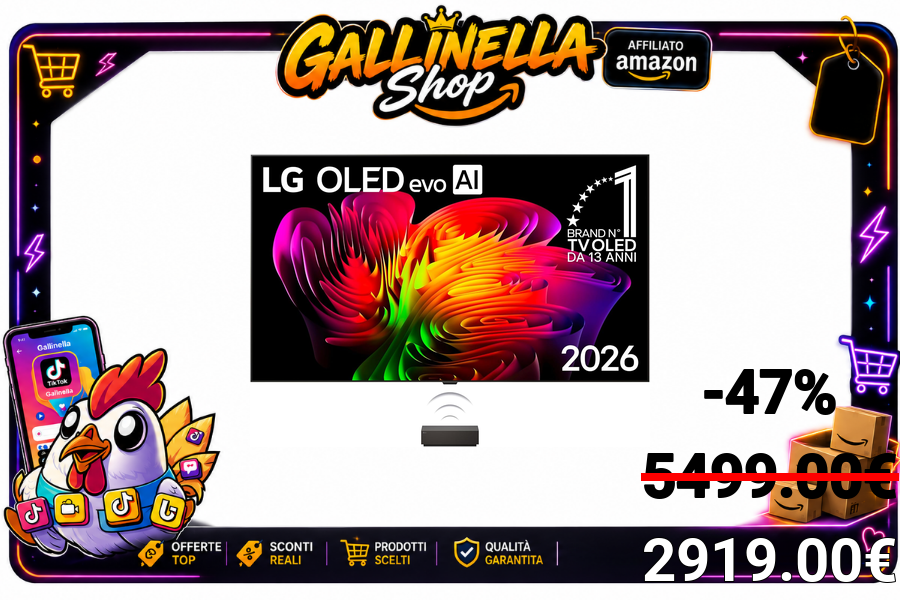 GALLINELLA
Shop
AFFILIATO
amazon
LG OLED evo AI
1
BRAND N°
TV OLED
DA 13 ANNI
2026
Gallinella
TikTok
Gallinella
-47%
5499.00€
2919.00€
OFFERTE
TOP
SCONTI
REALI
PRODOTTI
SCELTI
QUALITÀ
GARANTITA